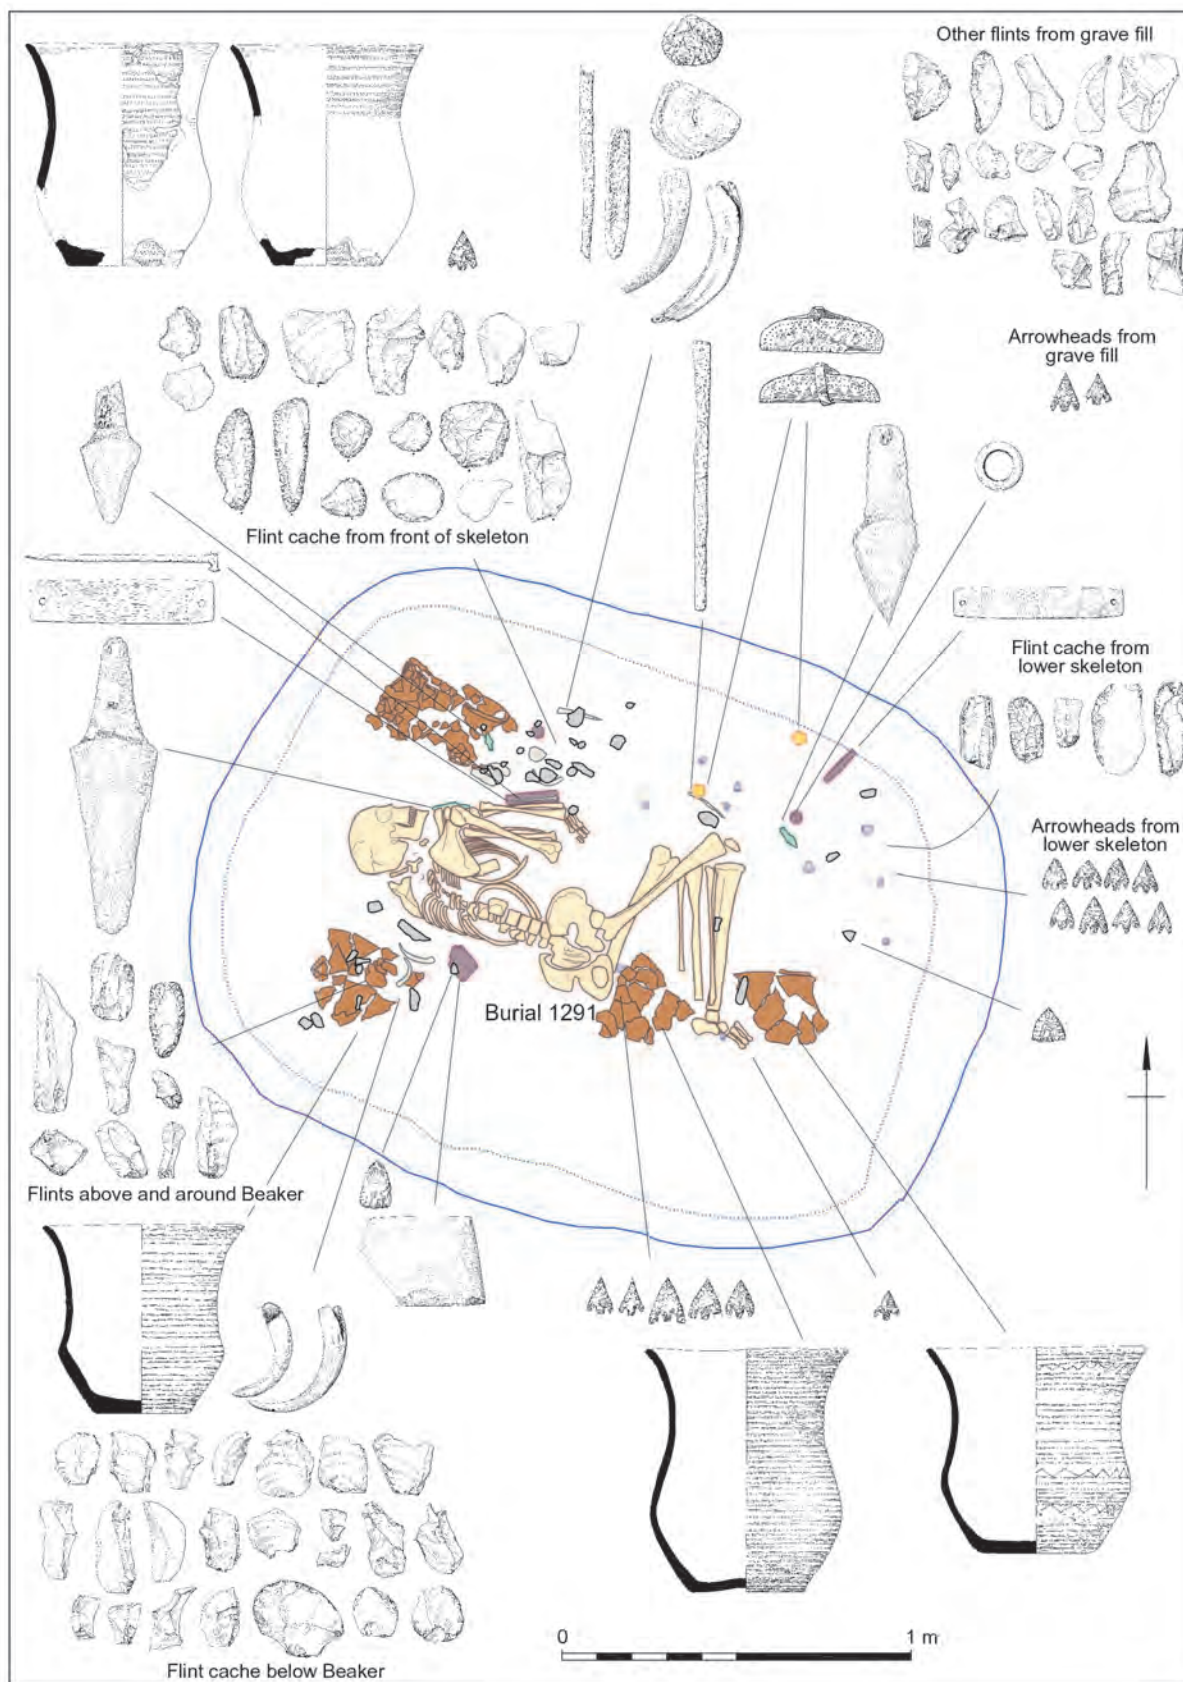 Other flints from grave fill
Arrowheads from
grave fill
Flint cache from front of skeleton
Flint cache from
lower skeleton
Arrowheads from
lower skeleton
Burial 1291
Flints above and around Beaker
Flint cache below Beaker
0
1 m